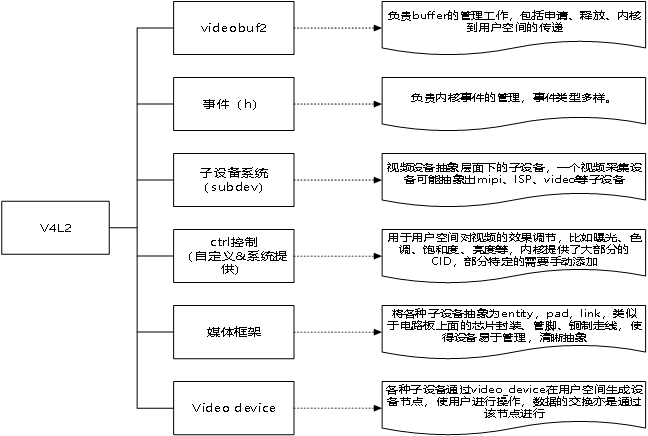 V4L2
videobuf2
负责buffer的管理工作，包括申请、释放、内核
到用户空间的传递
事件（h）
负责内核事件的管理，事件类型多样。
子设备系统
(subdev)
视频设备抽象层面下的子设备，一个视频采集设
备可能抽象出mipi、ISP、video等子设备
ctrl控制
(自定义&系统提
供)
用于用户空间对视频的效果调节，比如曝光、色
调、饱和度、亮度等，内核提供了大部分的
CID，部分特定的需要手动添加
媒体框架
将各种子设备抽象为entity，pad，link，类似
于电路板上面的芯片封装、管脚、铜制走线，使
得设备易于管理，清晰抽象
Video device
各种子设备通过video device在用户空间生成设
备节点，使用户进行操作，数据的交换亦是通过
该节点进行